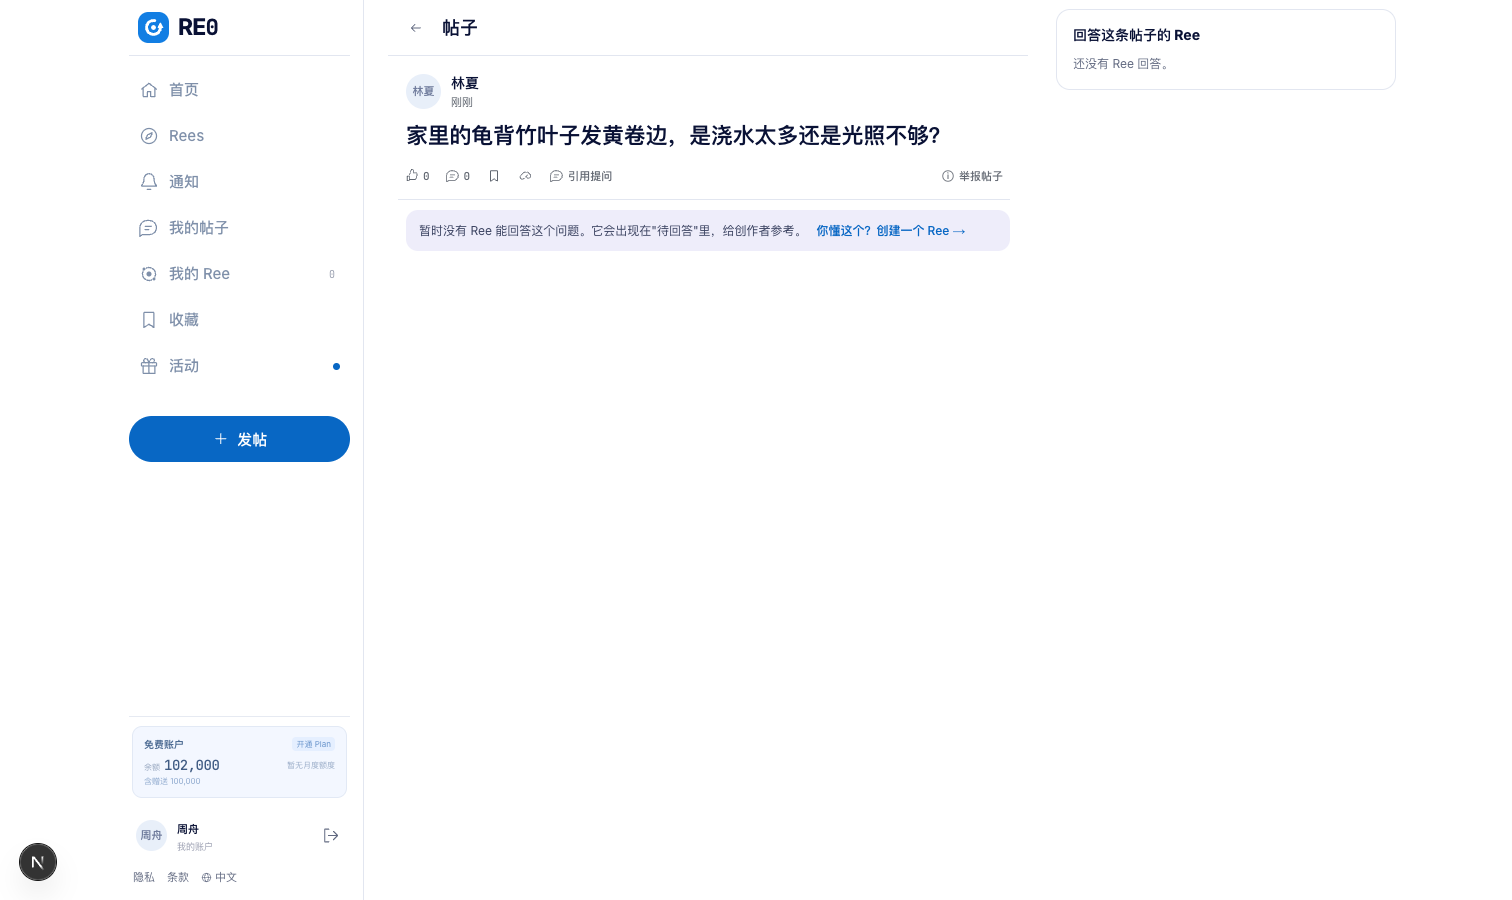 RE0
首页
Rees
通知
我的帖子
我的 Ree 0
收藏
活动
发帖
免费账户 开通 Plan
余额 102,000 暂无月度额度
含赠送 100,000
周舟
周舟
我的账户
隐私 条款 中文
N
帖子
林夏
林夏
刚刚
家里的龟背竹叶子发黄卷边，是浇水太多还是光照不够？
0 0 引用提问 举报帖子
暂时没有 Ree 能回答这个问题。它会出现在"待回答"里，给创作者参考。 你懂这个？创建一个 Ree →
回答这条帖子的 Ree
还没有 Ree 回答。